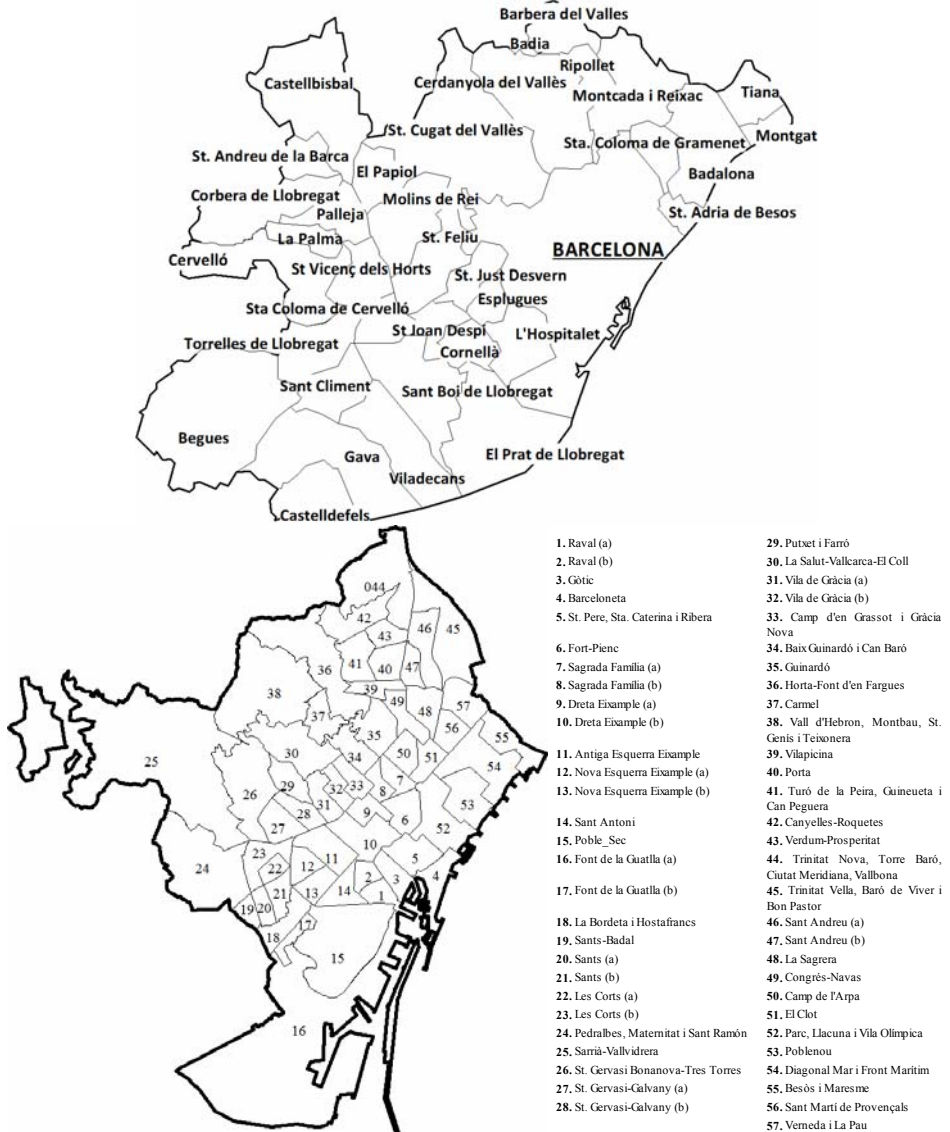 Barbera del Valles
Badia
Ripollet
Castellbisbal
Cerdanyola del Vallès
Tiana
Montcada i Reixac
St. Cugat del Vallès
Montgat
Sta. Coloma de Gramenet
St. Andreu de la Barca
El Papiol
Badalona
Corbera de Llobregat
Molins de Rei
Palleja
St. Adria de Besos
La Palma
St. Feliu
BARCELONA
Cervelló
St Vicenç dels Horts
St. Just Desvern
Esplugues
Sta Coloma de Cervelló
St Joan Despi
L'Hospitalet
Torrelles de Llobregat
Cornellà
Sant Climent
Sant Boi de Llobregat
Begues
Gava
El Prat de Llobregat
Viladecans
Castelldefels
044
42
46
45
43
41
40
47
36
39
38
49
57
37
48
56
35
55
50
51
30
34
54
25
7
29
32
33
8
26
31
53
28
9
6
27
52
10
23
11
5
24
22
12
2
3
4
21
13
14
1
19
20
17
18
15
16
1. Raval (a)
2. Raval (b)
3. Gòtic
4. Barceloneta
5. St. Pere, Sta. Caterina i Ribera
6. Fort-Pienc
7. Sagrada Família (a)
8. Sagrada Família (b)
9. Dreta Eixample (a)
10. Dreta Eixample (b)
11. Antiga Esquerra Eixample
12. Nova Esquerra Eixample (a)
13. Nova Esquerra Eixample (b)
14. Sant Antoni
15. Poble_Sec
16. Font de la Guatlla (a)
17. Font de la Guatlla (b)
18. La Bordeta i Hostafrancs
19. Sants-Badal
20. Sants (a)
21. Sants (b)
22. Les Corts (a)
23. Les Corts (b)
24. Pedralbes, Maternitat i Sant Ramón
25. Sarrià-Vallvidrera
26. St. Gervasi Bonanova-Tres Torres
27. St. Gervasi-Galvany (a)
28. St. Gervasi-Galvany (b)
29. Putxet i Farró
30. La Salut-Vallcarca-El Coll
31. Vila de Gràcia (a)
32. Vila de Gràcia (b)
33. Camp d'en Grassot i Gràcia
Nova
34. Baix Guinardó i Can Baró
35. Guinardó
36. Horta-Font d'en Fargues
37. Carmel
38. Vall d'Hebron, Montbau, St.
Genís i Teixonera
39. Vilapicina
40. Porta
41. Turó de la Peira, Guineueta i
Can Peguera
42. Canyelles-Roquetes
43. Verdum-Prosperitat
44. Trinitat Nova, Torre Baró,
Ciutat Meridiana, Vallbona
45. Trinitat Vella, Baró de Viver i
Bon Pastor
46. Sant Andreu (a)
47. Sant Andreu (b)
48. La Sagrera
49. Congrés-Navas
50. Camp de l'Arpa
51. El Clot
52. Parc, Llacuna i Vila Olímpica
53. Poblenou
54. Diagonal Mar i Front Marítim
55. Besòs i Maresme
56. Sant Martí de Provençals
57. Verneda i La Pau